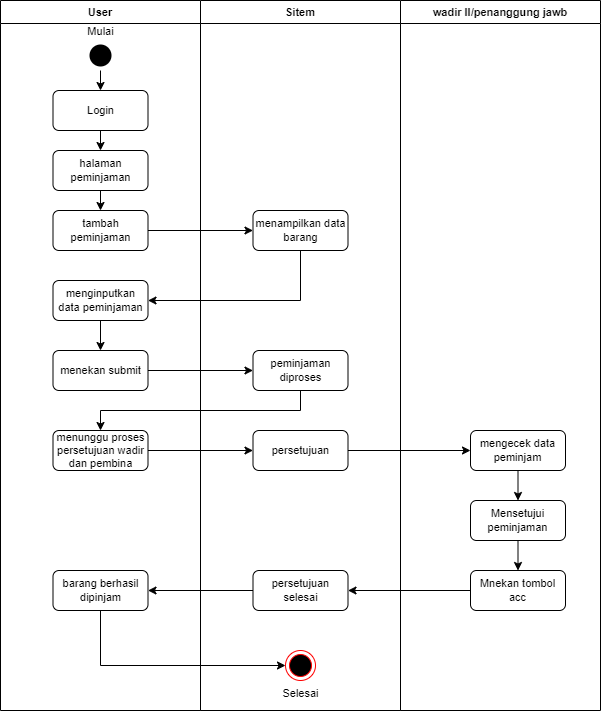 User
Sitem
wadir II/penanggung jawb
Mulai
Login
halaman
peminjaman
tambah
peminjaman
menampilkan data
barang
menginputkan
data peminjaman
menekan submit
peminjaman
diproses
menunggu proses
persetujuan wadir
dan pembina
persetujuan
mengecek data
peminjam
Mensetujui
peminjaman
Mnekan tombol
acc
persetujuan
selesai
barang berhasil
dipinjam
Selesai